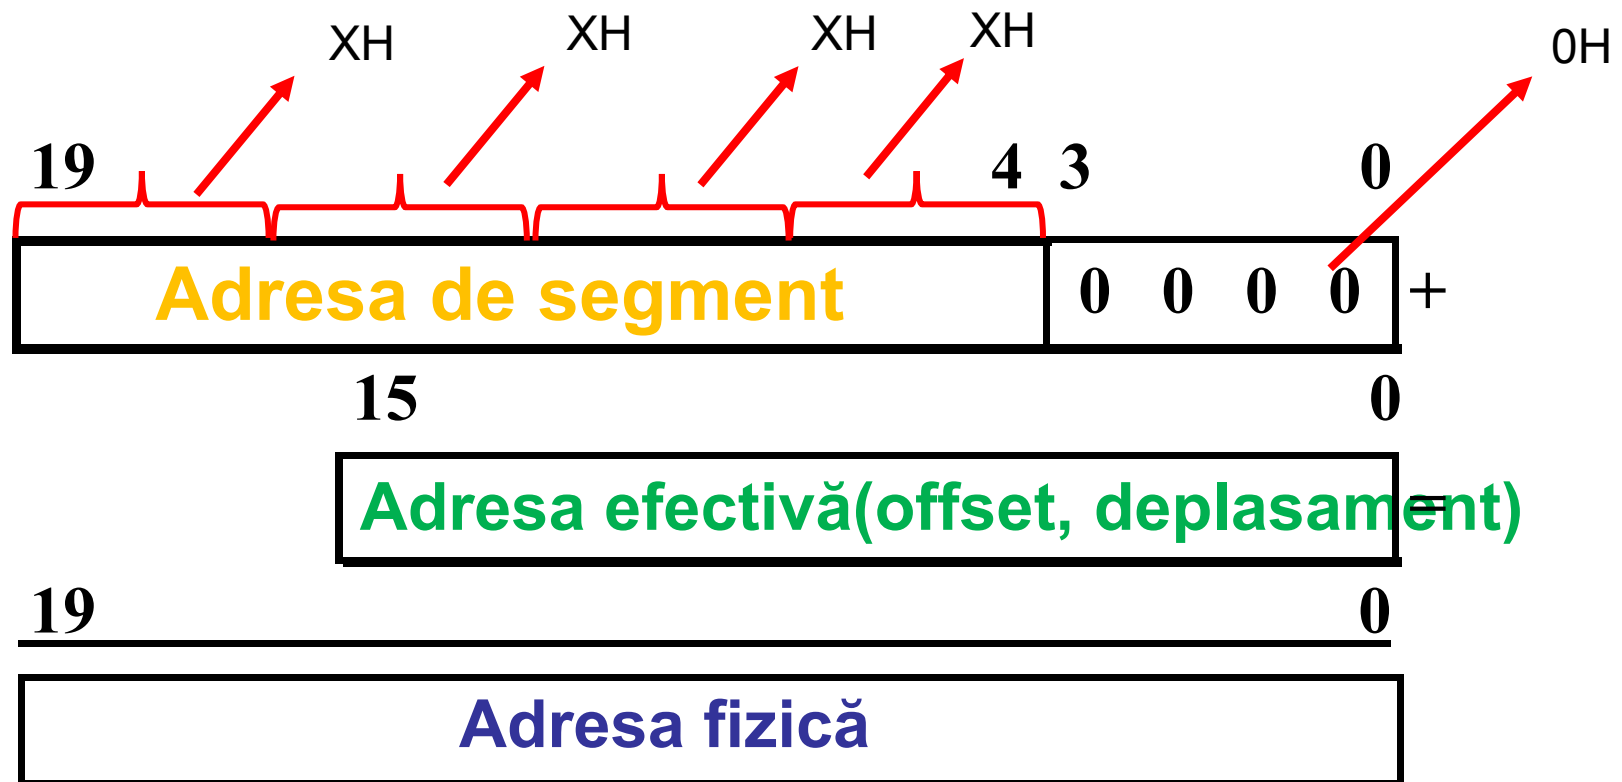 XH XH XH XH 0H
19 4 3 0
Adresa de segment 0 0 0 0 +
15 0
Adresa efectivă(offset, deplasament) =
19 0
Adresa fizică